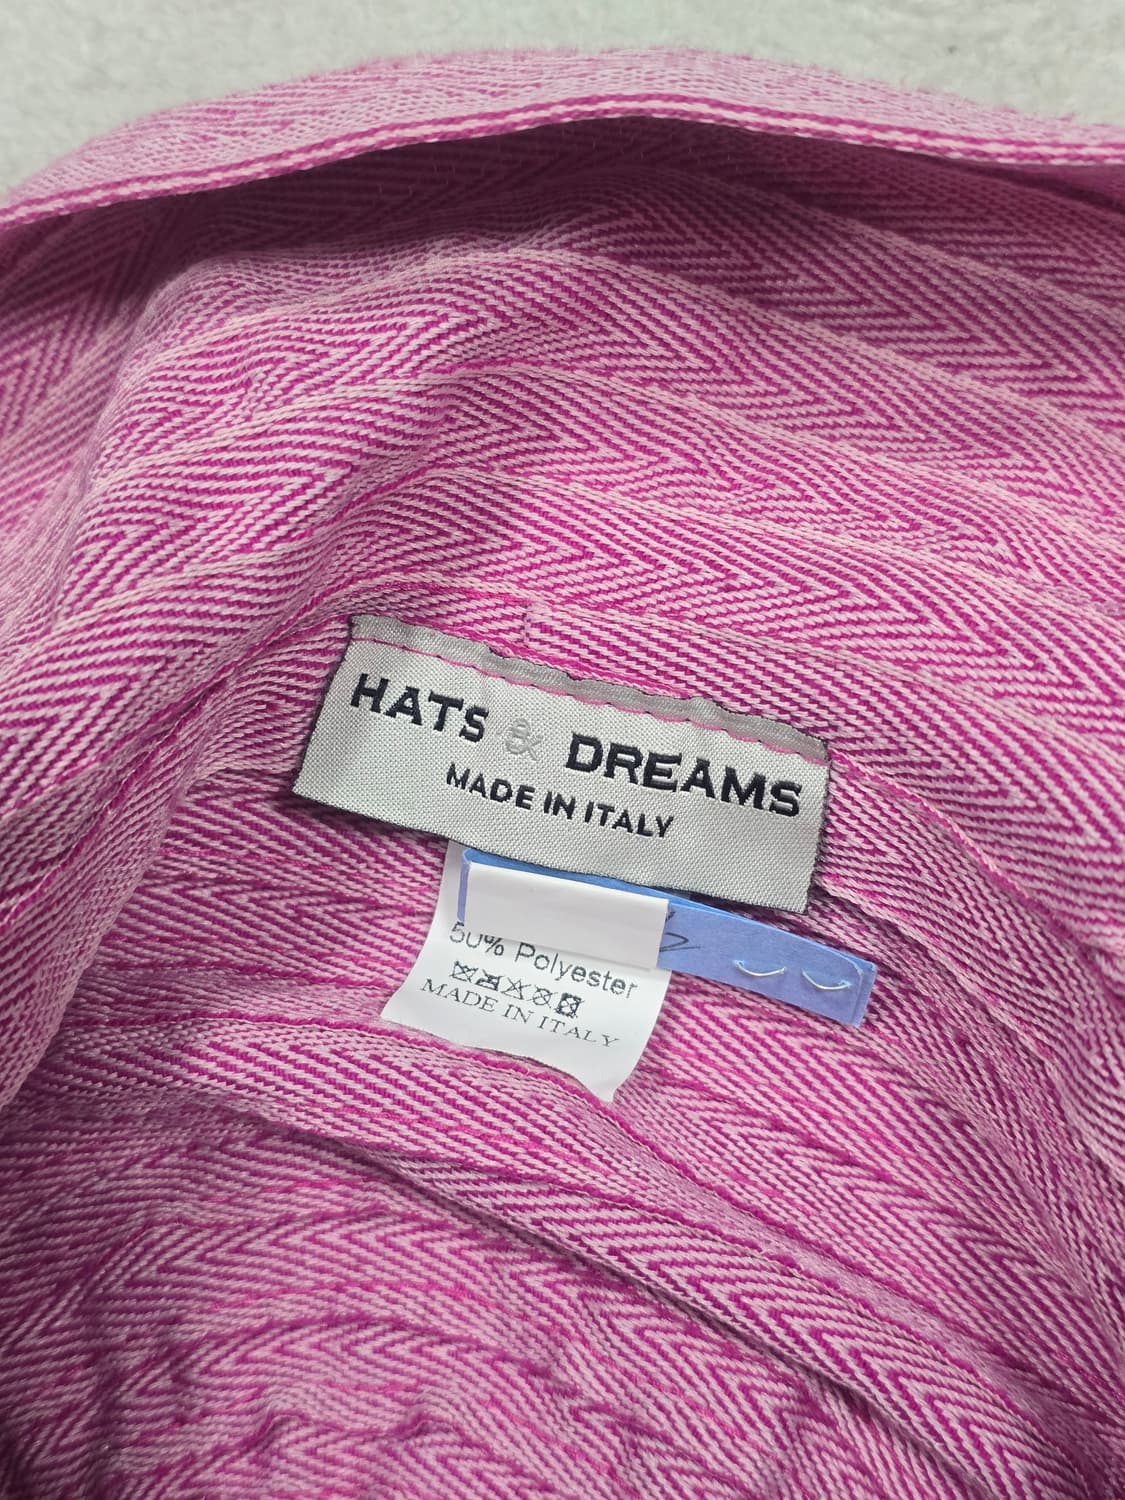 HATS & DREAMS
MADE IN ITALY
50% Polyester
MADE IN ITALY